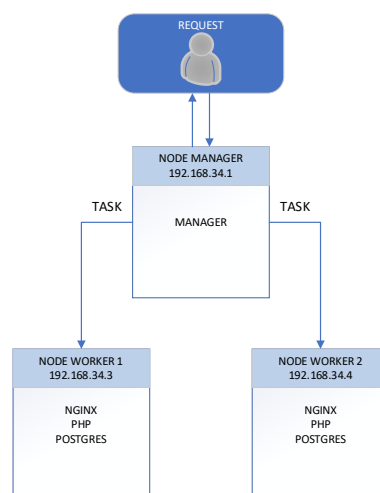 REQUEST
NODE MANAGER
192.168.34.1
TASK
MANAGER
TASK
NODE WORKER 1
192.168.34.3
NGINX
PHP
POSTGRES
NODE WORKER 2
192.168.34.4
NGINX
PHP
POSTGRES